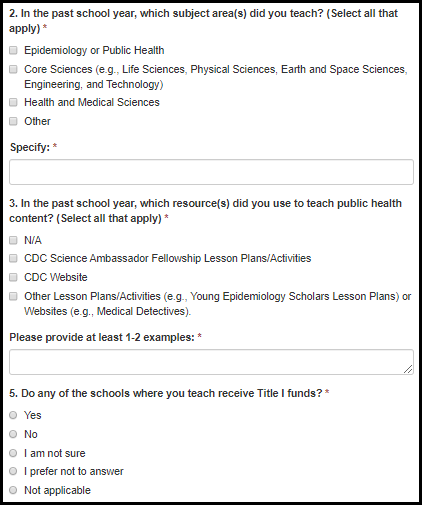 2. In the past school year, which subject area(s) did you teach? (Select all that
apply) *
Epidemiology or Public Health
Core Sciences (e.g., Life Sciences, Physical Sciences, Earth and Space Sciences,
Engineering, and Technology)
Health and Medical Sciences
Other
Specify: *
3. In the past school year, which resource(s) did you use to teach public health
content? (Select all that apply) *
N/A
CDC Science Ambassador Fellowship Lesson Plans/Activities
CDC Website
Other Lesson Plans/Activities (e.g., Young Epidemiology Scholars Lesson Plans) or
Websites (e.g., Medical Detectives).
Please provide at least 1-2 examples: *
5. Do any of the schools where you teach receive Title I funds? *
Yes
No
I am not sure
I prefer not to answer
Not applicable